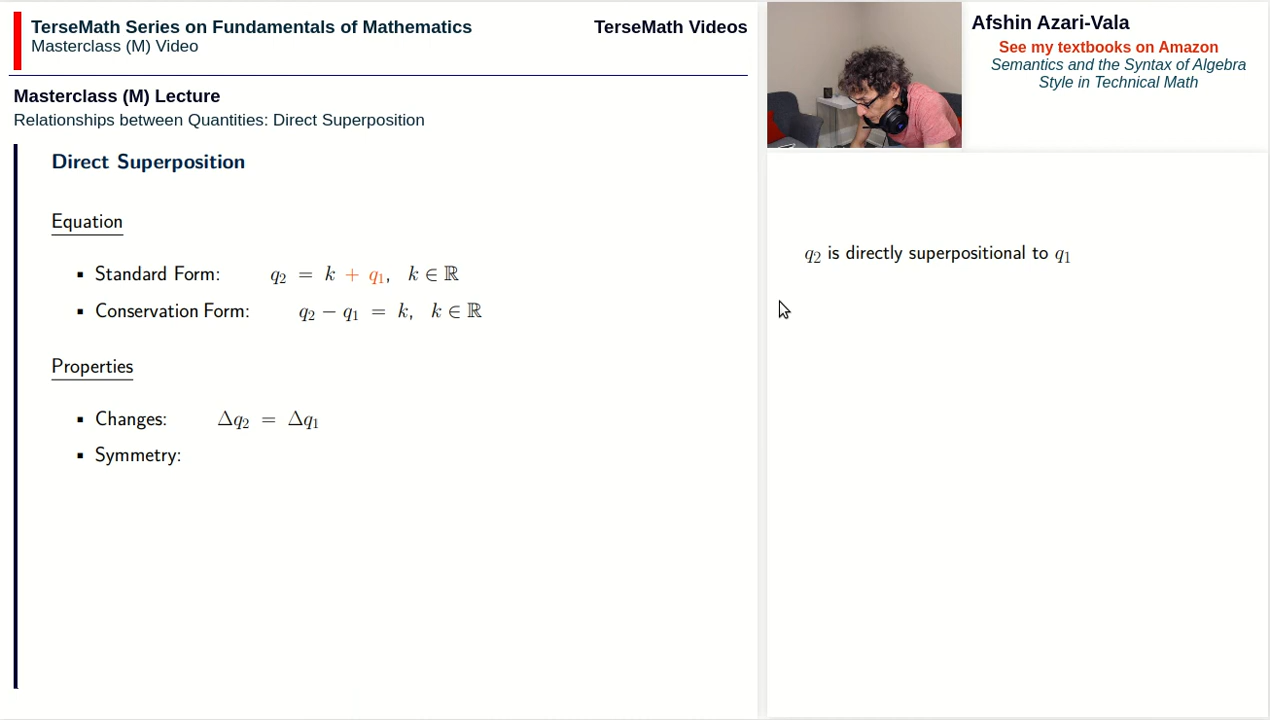 TerseMath Series on Fundamentals of Mathematics
Masterclass (M) Video
TerseMath Videos
Masterclass (M) Lecture
Relationships between Quantities: Direct Superposition
Direct Superposition
Equation
▪ Standard Form: q₂ = k + q₁, k ∈ ℝ
▪ Conservation Form: q₂ − q₁ = k, k ∈ ℝ
Properties
▪ Changes: Δq₂ = Δq₁
▪ Symmetry:
Afshin Azari-Vala
See my textbooks on Amazon
Semantics and the Syntax of Algebra
Style in Technical Math
q₂ is directly superpositional to q₁